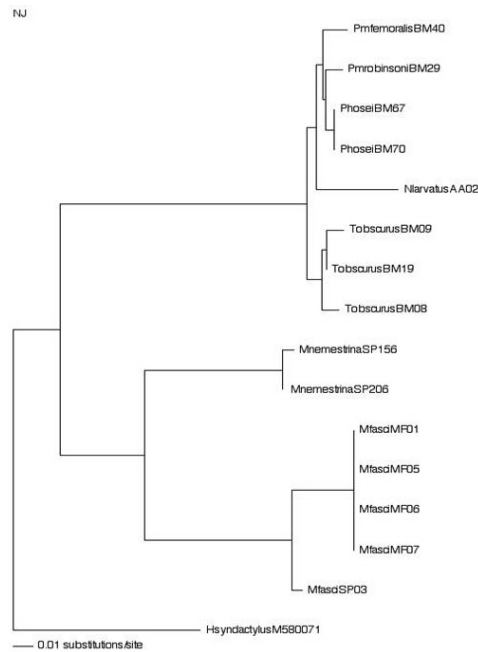 NJ
PmfemoralisBM40
PmrobinsoniBM29
PhoseiBM67
PhoseiBM70
NlarvatusAA02
TobscurusBM09
TobscurusBM19
TobscurusBM08
MnemestrinaSP156
MnemestrinaSP206
MfasciMF01
MfasciMF05
MfasciMF06
MfasciMF07
MfasciSP03
HsyndactylusM580071
0.01 substitutions/site